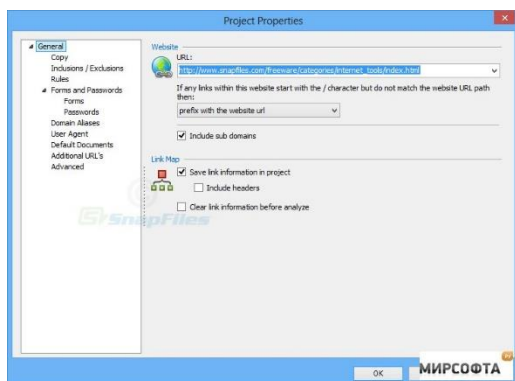 Project Properties
General
Copy
Inclusions / Exclusions
Rules
Forms and Passwords
Forms
Passwords
Domain Aliases
User Agent
Default Documents
Additional URL's
Advanced
Website
URL:
http://www.snapfiles.com/freeware/categories/internet_tools/index.html
If any links within this website start with the / character but do not match the website URL path
then:
prefix with the website url
Include sub domains
Link Map
Save link information in project
Include headers
Clear link information before analyze
SnapFiles
OK
МИРСОФТА